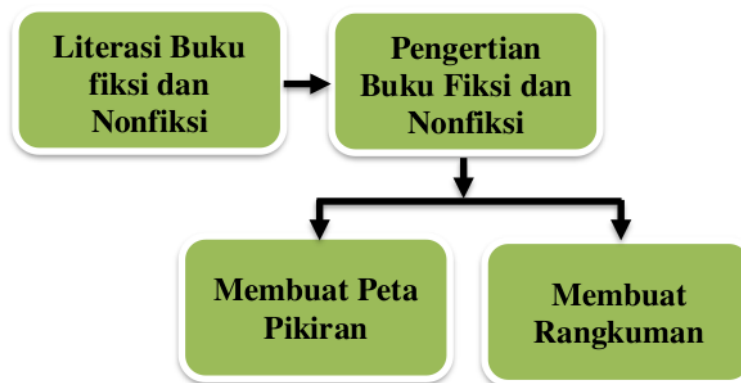 Literasi Buku
fiksi dan
Nonfiksi
Pengertian
Buku Fiksi dan
Nonfiksi
Membuat Peta
Pikiran
Membuat
Rangkuman